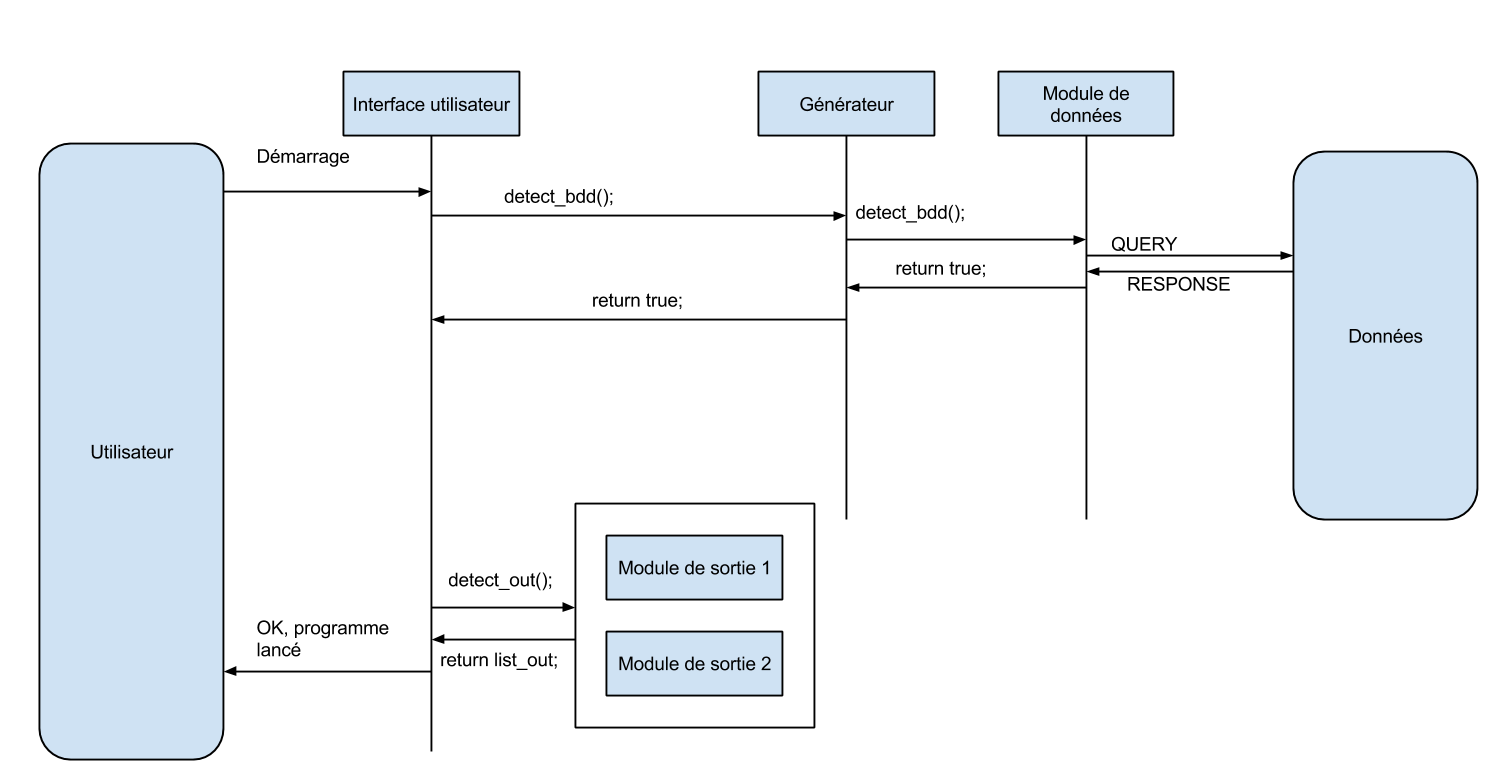 Interface utilisateur
Générateur
Module de
données
Démarrage
detect_bdd();
detect_bdd();
QUERY
return true;
RESPONSE
return true;
Données
Utilisateur
Module de sortie 1
detect_out();
OK, programme
lancé
return list_out;
Module de sortie 2